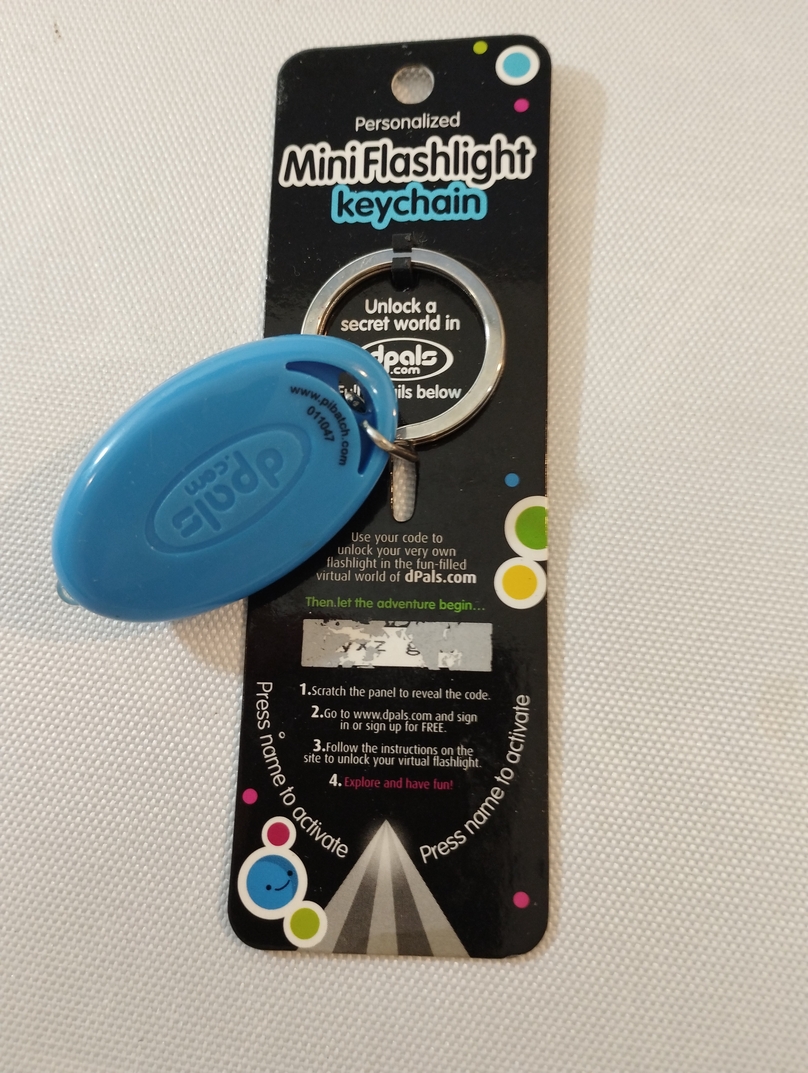 Personalized
Mini Flashlight
keychain
Unlock a
secret world in
dpals
.com
below
www.pibatch.com
011047
dpals
.com
Use your code to
unlock your very own
flashlight in the fun-filled
virtual world of dPals.com
Then.let the adventure begin...
1.Scratch the panel to reveal the code.
2.Go to www.dpals.com and sign
in or sign up for FREE.
3.Follow the instructions on the
site to unlock your virtual flashlight.
4. Explore and have fun!
Press name to activate
Press name to activate